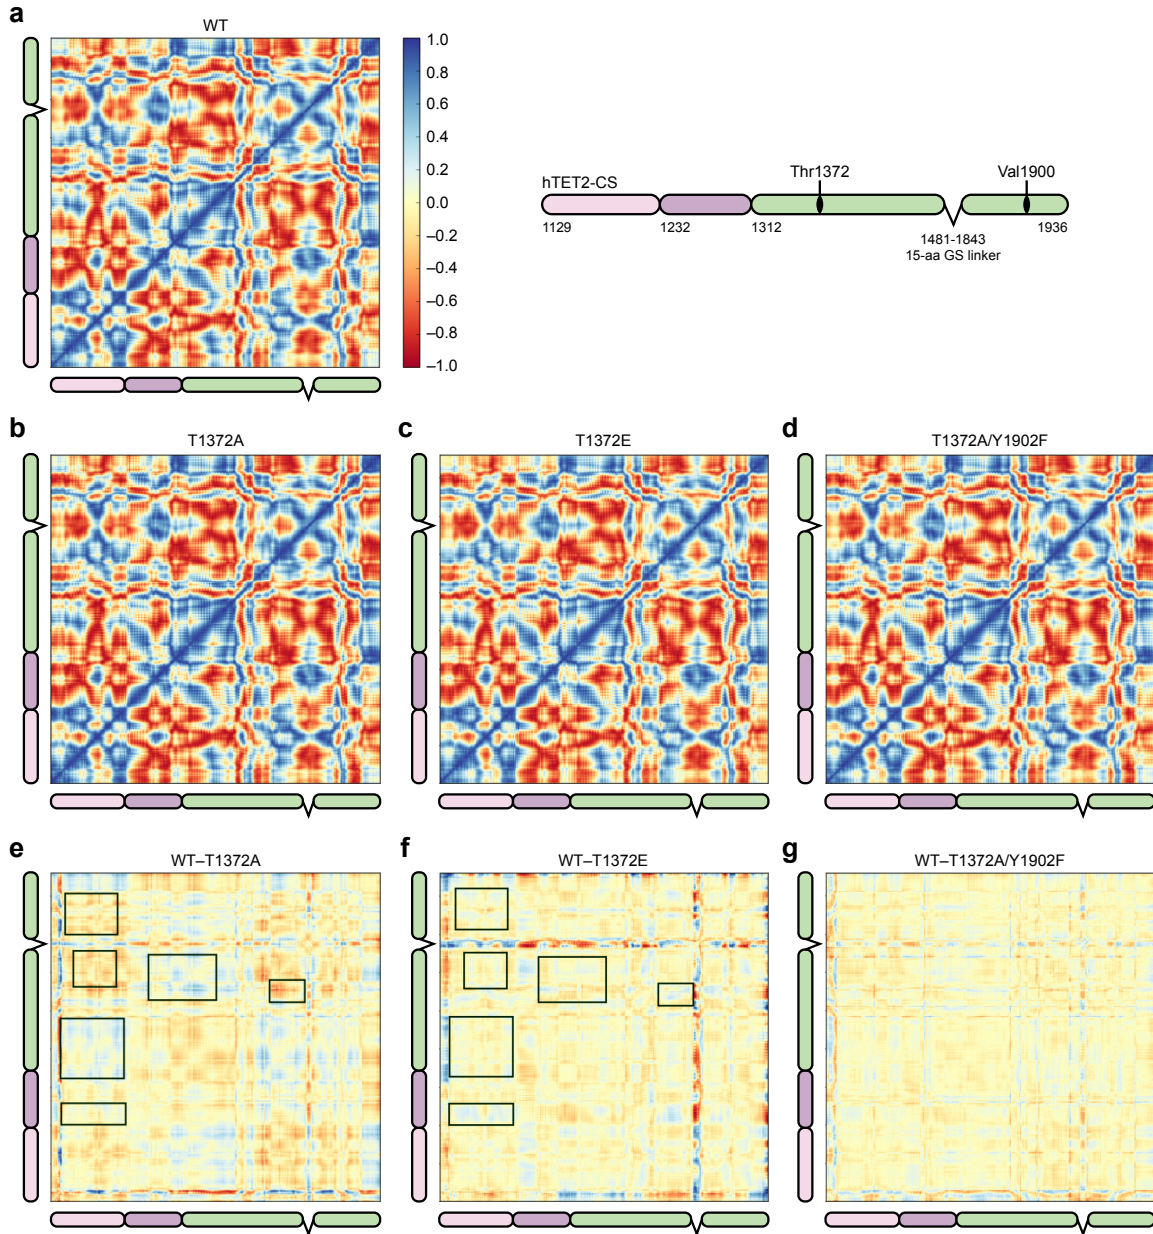 a
WT
1.0
0.8
0.6
0.4
0.2
0.0
–0.2
–0.4
–0.6
–0.8
–1.0
hTET2-CS
Thr1372
Val1900
1129
1232
1312
1481-1843
15-aa GS linker
1936
b
T1372A
c
T1372E
d
T1372A/Y1902F
e
WT–T1372A
f
WT–T1372E
g
WT–T1372A/Y1902F